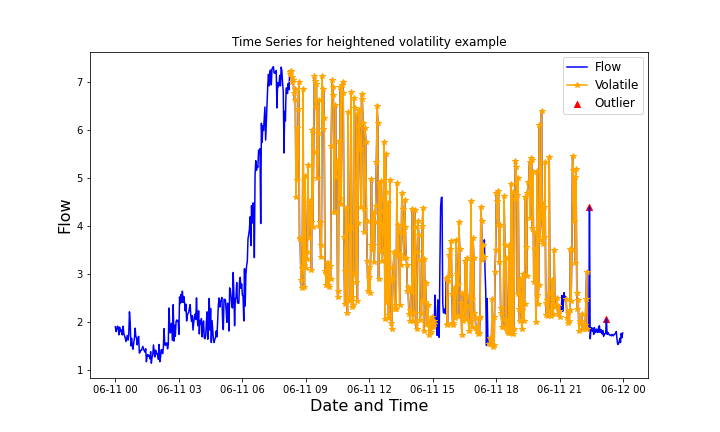 Time Series for heightened volatility example
Flow
Volatile
Outlier
7
6
5
4
3
2
1
Flow
06-11 00 06-11 03 06-11 06 06-11 09 06-11 12 06-11 15 06-11 18 06-11 21 06-12 00
Date and Time